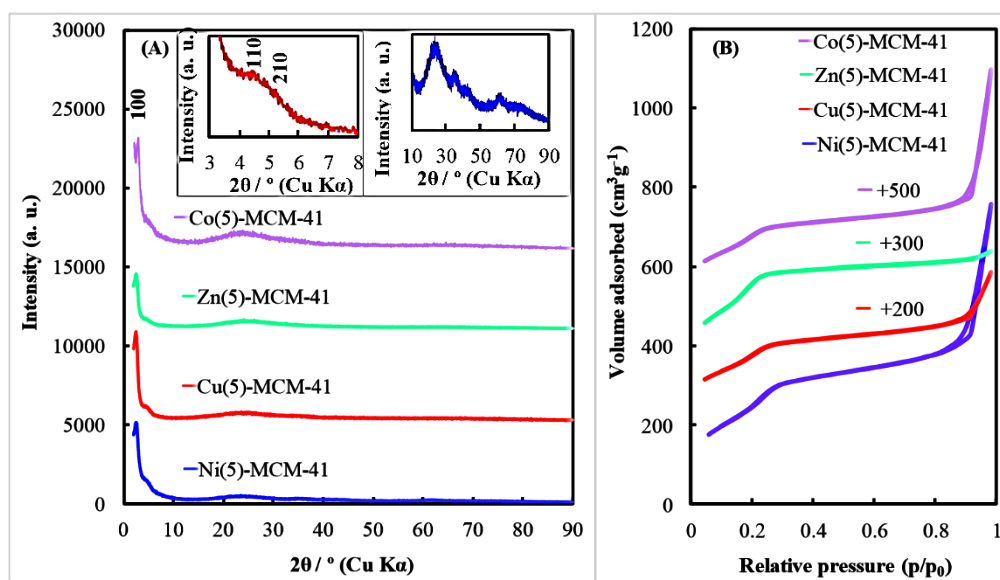 (A)
Intensity (a. u.)
30000
25000
20000
15000
10000
5000
0
0 10 20 30 40 50 60 70 80 90
2θ / º (Cu Kα)
100
Co(5)-MCM-41
Zn(5)-MCM-41
Cu(5)-MCM-41
Ni(5)-MCM-41
Intensity (a. u.)
110
210
3 4 5 6 7 8
2θ / º (Cu Kα)
Intensity (a. u.)
10 30 50 70 90
2θ / º (Cu Kα)
(B)
Volume adsorbed (cm³g⁻¹)
1200
1000
800
600
400
200
0
0 0.2 0.4 0.6 0.8 1
Relative pressure (p/p₀)
Co(5)-MCM-41
Zn(5)-MCM-41
Cu(5)-MCM-41
Ni(5)-MCM-41
+500
+300
+200